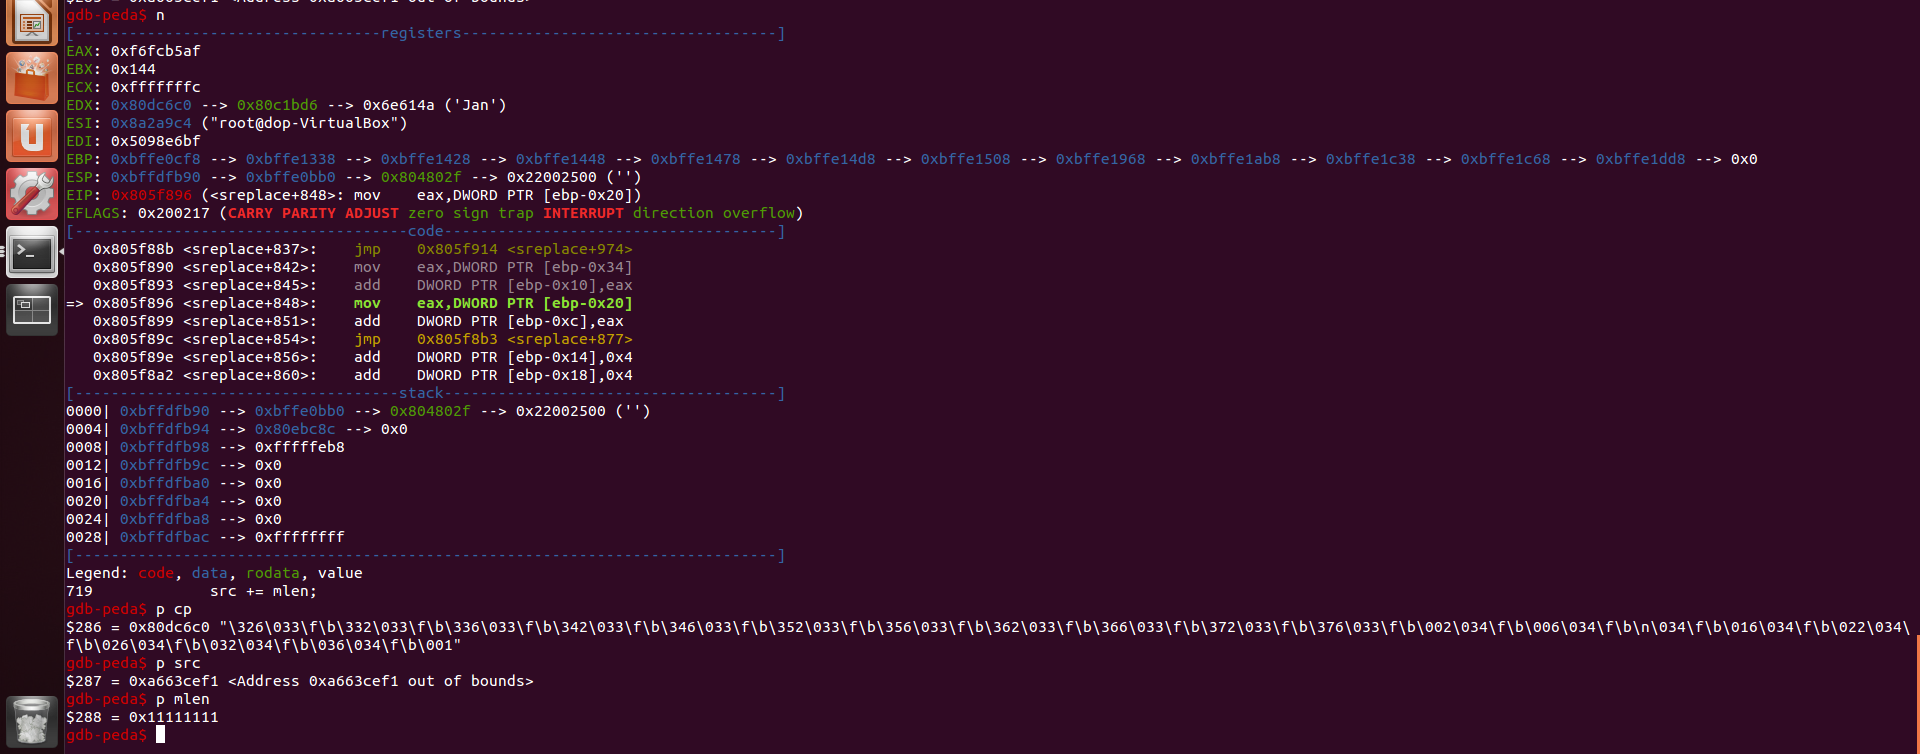 $285 = 0xa663cef1 <Address 0xa663cef1 out of bounds>
gdb-peda$ n
[----------------------------------registers-----------------------------------]
EAX: 0xf6fcb5af
EBX: 0x144
ECX: 0xfffffffc
EDX: 0x80dc6c0 --> 0x80c1bd6 --> 0x6e614a ('Jan')
ESI: 0x8a2a9c4 ("root@dop-VirtualBox")
EDI: 0x5098e6bf
EBP: 0xbffe0cf8 --> 0xbffe1338 --> 0xbffe1428 --> 0xbffe1448 --> 0xbffe1478 --> 0xbffe14d8 --> 0xbffe1508 --> 0xbffe1968 --> 0xbffe1ab8 --> 0xbffe1c38 --> 0xbffe1c68 --> 0xbffe1dd8 --> 0x0
ESP: 0xbffdfb90 --> 0xbffe0bb0 --> 0x804802f --> 0x22002500 ('')
EIP: 0x805f896 (<sreplace+848>: mov    eax,DWORD PTR [ebp-0x20])
EFLAGS: 0x200217 (CARRY PARITY ADJUST zero sign trap INTERRUPT direction overflow)
[-------------------------------------code-------------------------------------]
   0x805f88b <sreplace+837>:    jmp    0x805f914 <sreplace+974>
   0x805f890 <sreplace+842>:    mov    eax,DWORD PTR [ebp-0x34]
   0x805f893 <sreplace+845>:    add    DWORD PTR [ebp-0x10],eax
=> 0x805f896 <sreplace+848>:    mov    eax,DWORD PTR [ebp-0x20]
   0x805f899 <sreplace+851>:    add    DWORD PTR [ebp-0xc],eax
   0x805f89c <sreplace+854>:    jmp    0x805f8b3 <sreplace+877>
   0x805f89e <sreplace+856>:    add    DWORD PTR [ebp-0x14],0x4
   0x805f8a2 <sreplace+860>:    add    DWORD PTR [ebp-0x18],0x4
[------------------------------------stack-------------------------------------]
0000| 0xbffdfb90 --> 0xbffe0bb0 --> 0x804802f --> 0x22002500 ('')
0004| 0xbffdfb94 --> 0x80ebc8c --> 0x0
0008| 0xbffdfb98 --> 0xfffffeb8
0012| 0xbffdfb9c --> 0x0
0016| 0xbffdfba0 --> 0x0
0020| 0xbffdfba4 --> 0x0
0024| 0xbffdfba8 --> 0x0
0028| 0xbffdfbac --> 0xffffffff
[------------------------------------------------------------------------------]
Legend: code, data, rodata, value
719             src += mlen;
gdb-peda$ p cp
$286 = 0x80dc6c0 "\326\033\f\b\332\033\f\b\336\033\f\b\342\033\f\b\346\033\f\b\352\033\f\b\356\033\f\b\362\033\f\b\366\033\f\b\372\033\f\b\376\033\f\b\002\034\f\b\006\034\f\b\n\034\f\b\016\034\f\b\022\034\
f\b\026\034\f\b\032\034\f\b\036\034\f\b\001"
gdb-peda$ p src
$287 = 0xa663cef1 <Address 0xa663cef1 out of bounds>
gdb-peda$ p mlen
$288 = 0x11111111
gdb-peda$